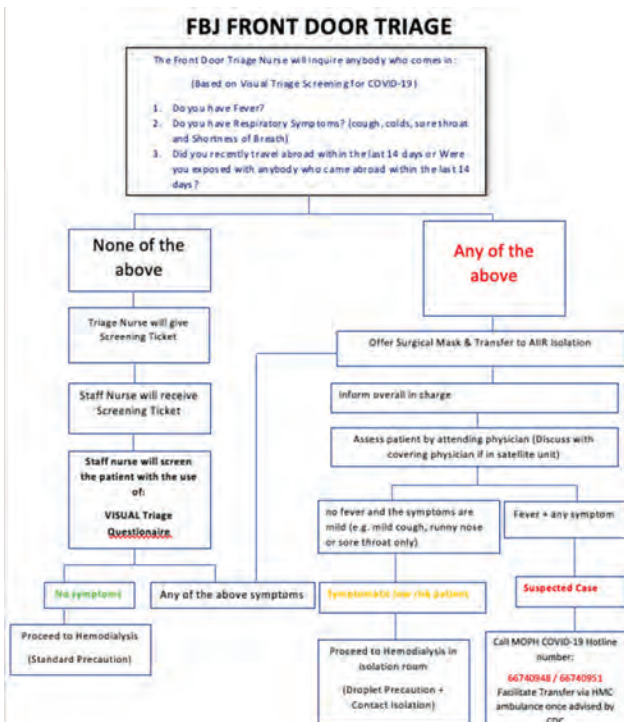 FBJ FRONT DOOR TRIAGE
The Front Door Triage Nurse will inquire anybody who comes in:
(Based on Visual Triage Screening for COVID-19)
1. Do you have Fever?
2. Do you have Respiratory Symptoms? (cough, colds, sore throat
and Shortness of Breath)
3. Did you recently travel abroad within the last 14 days or Were
you exposed with anybody who came abroad within the last 14
days?
None of the
above
Any of the
above
Triage Nurse will give
Screening Ticket
Offer Surgical Mask & Transfer to AIIR Isolation
Staff Nurse will receive
Screening Ticket
Inform overall in charge
Assess patient by attending physician (Discuss with
covering physician if in satellite unit)
Staff nurse will screen
the patient with the use
of:
VISUAL Triage
Questionaire
no fever and the symptoms are
mild (e.g. mild cough, runny nose
or sore throat only)
Fever + any symptom
No symptoms
Any of the above symptoms
Symptomatic low risk patient
Suspected Case
Proceed to Hemodialysis
(Standard Precaution)
Proceed to Hemodialysis in
isolation room
(Droplet Precaution +
Contact Isolation)
Call MOPH COVID-19 Hotline
number:
66740948 / 66740951
Facilitate Transfer via HMC
ambulance once advised by
CDC